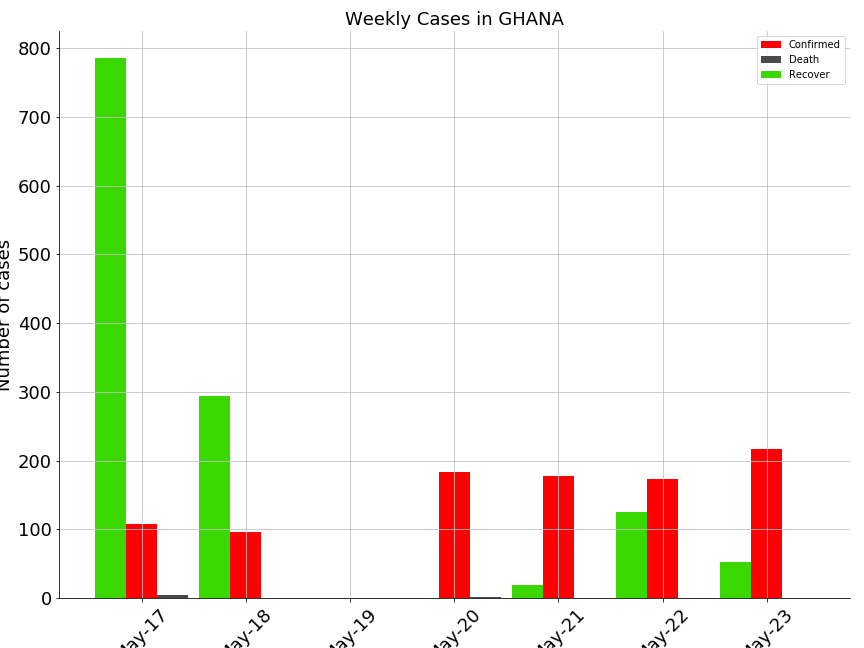 Weekly Cases in GHANA
Confirmed
Death
Recover
Number of cases
800
700
600
500
400
300
200
100
0
May-17
May-18
May-19
May-20
May-21
May-22
May-23